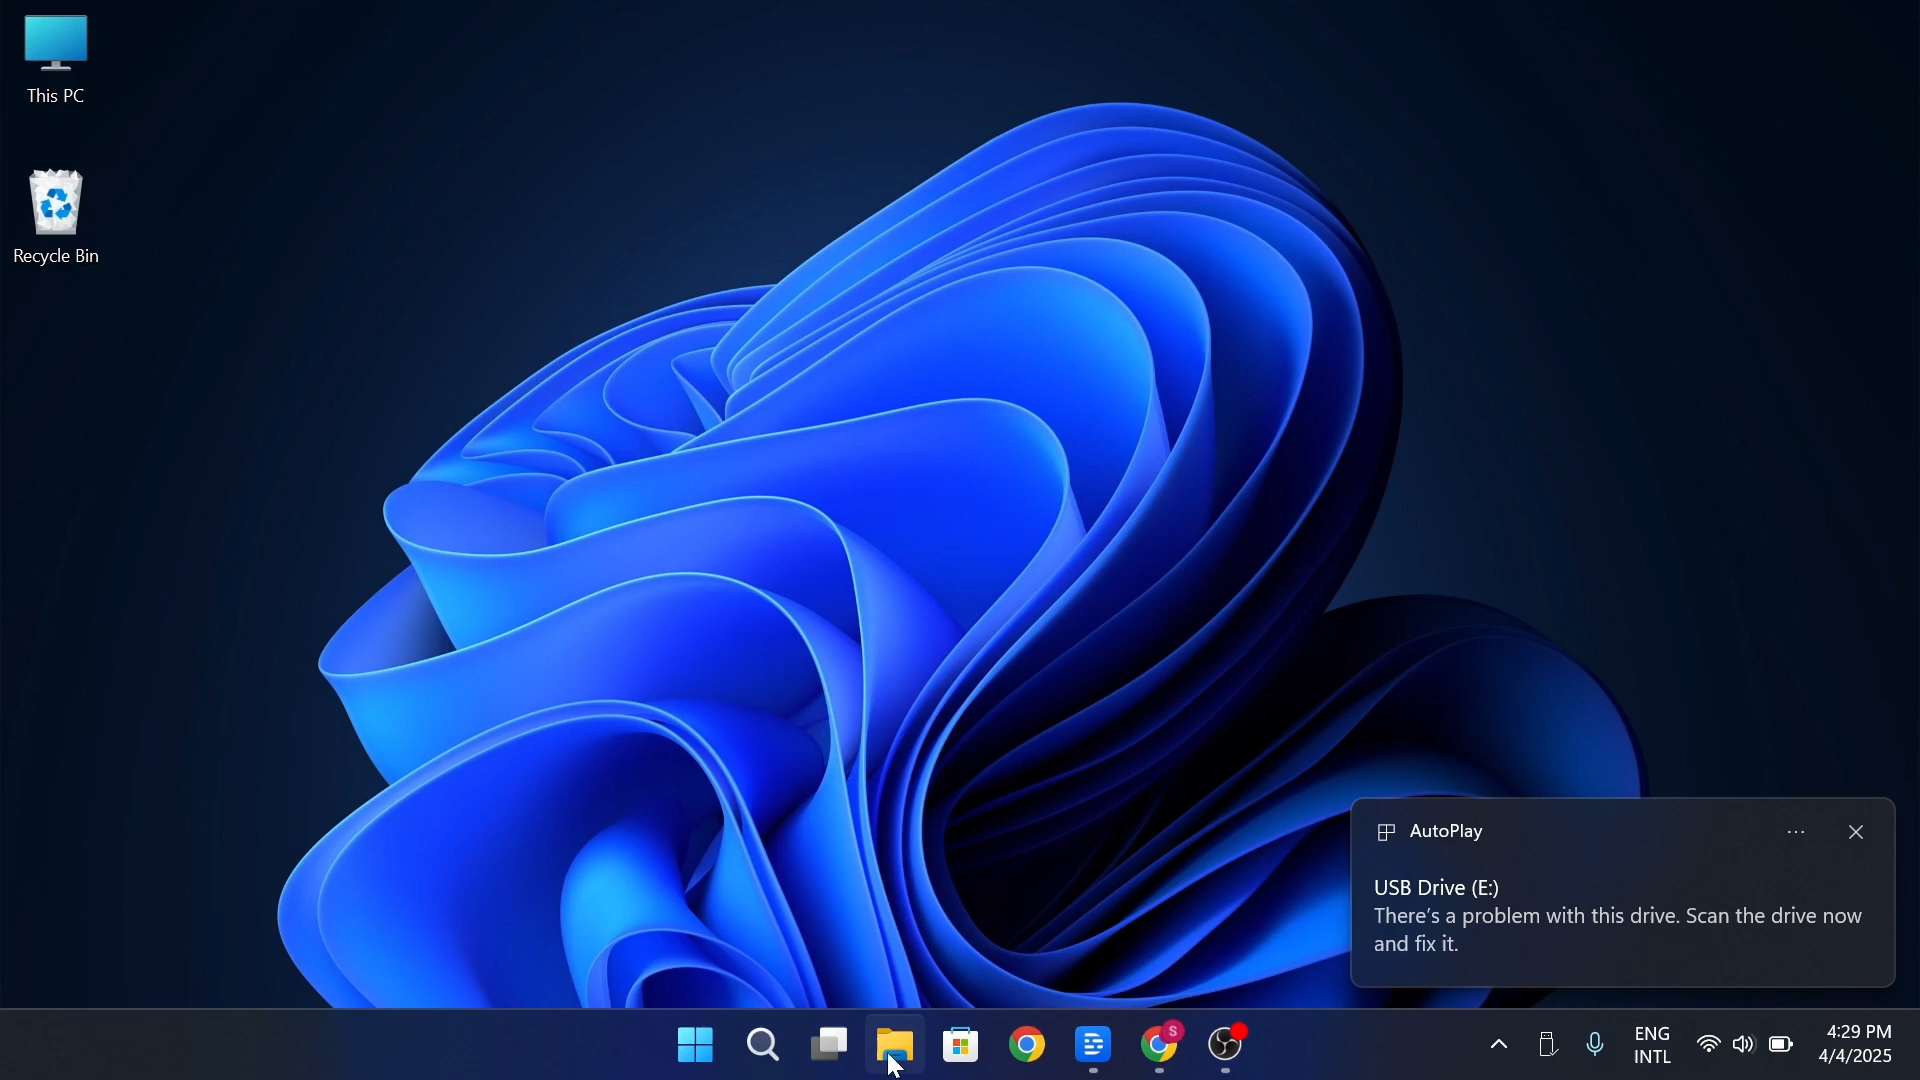 This PC
Recycle Bin
AutoPlay
USB Drive (E:)
There's a problem with this drive. Scan the drive now
and fix it.
S
ENG
INTL
4:29 PM
4/4/2025